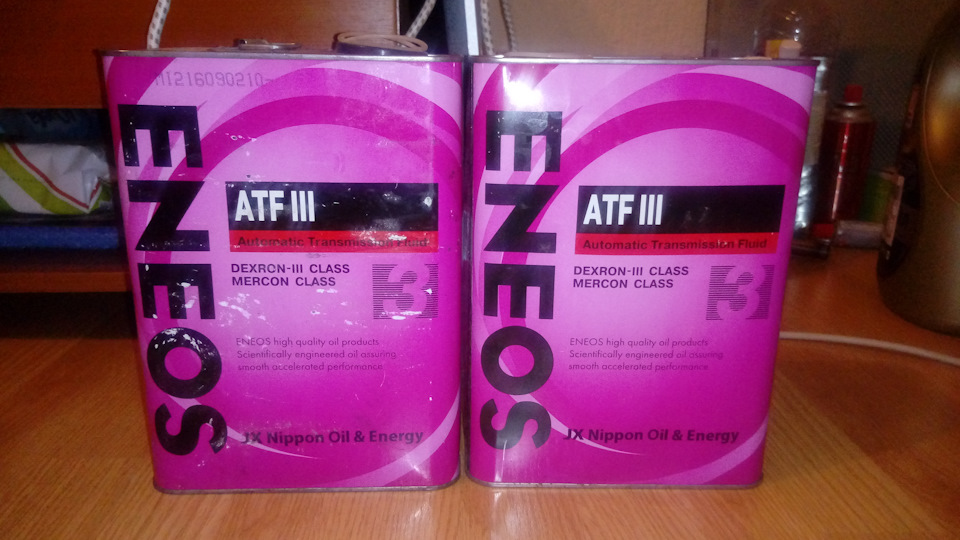 ENEOS
ATF III
Automatic Transmission Fluid
DEXRON-III CLASS
MERCON CLASS
3
ENEOS high quality oil products
Scientifically engineered oil assuring
smooth accelerated performance
JX Nippon Oil & Energy
ENEOS
ATF III
Automatic Transmission Fluid
DEXRON-III CLASS
MERCON CLASS
3
ENEOS high quality oil products
Scientifically engineered oil assuring
smooth accelerated performance
JX Nippon Oil & Energy